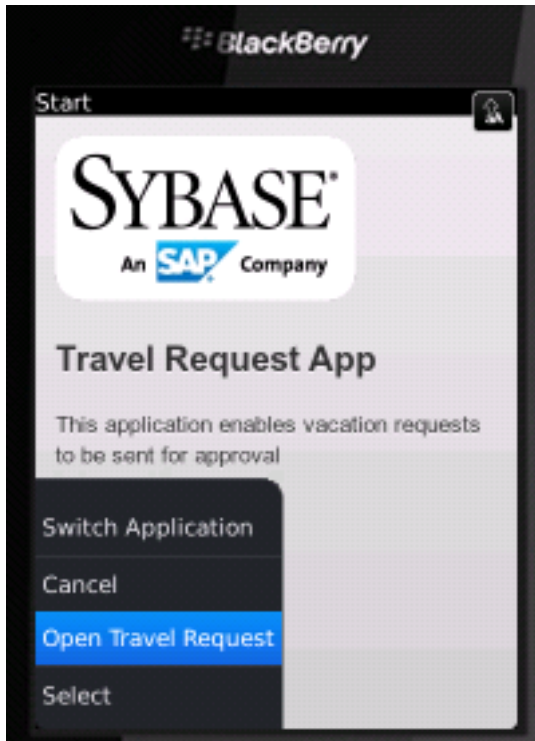 BlackBerry
Start
SYBASE®
An SAP Company
Travel Request App
This application enables vacation requests
to be sent for approval
Switch Application
Cancel
Open Travel Request
Select